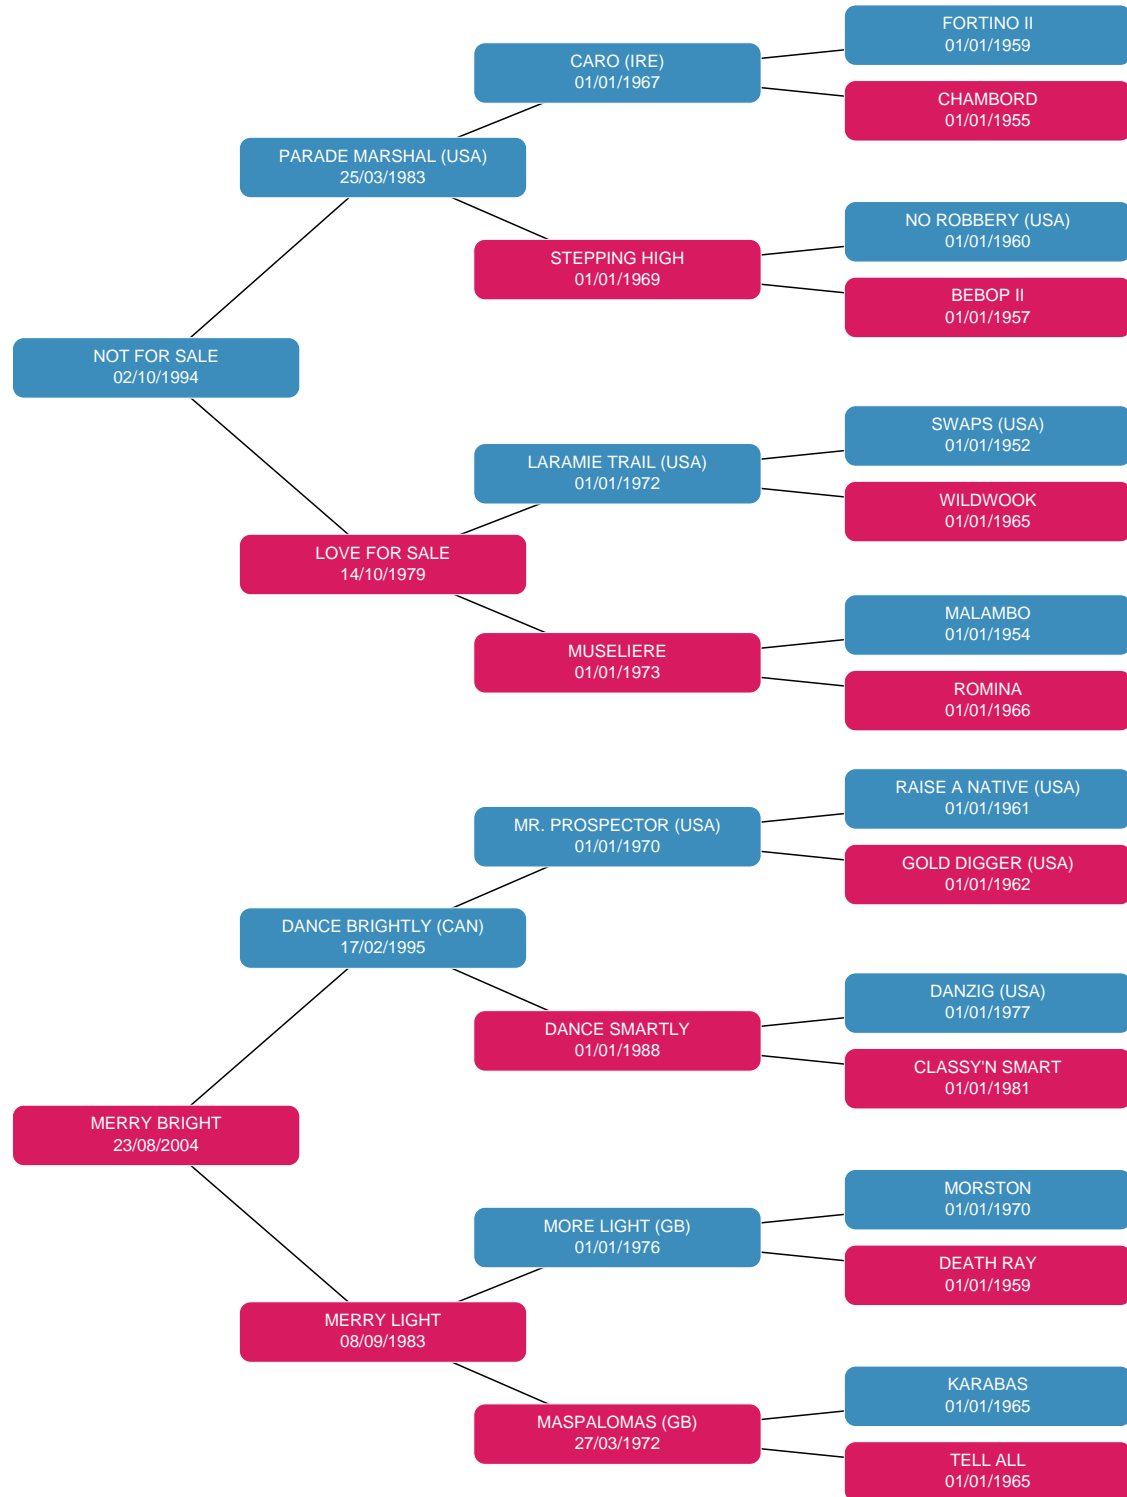 FORTINO II
01/01/1959
CARO (IRE)
01/01/1967
CHAMBORD
01/01/1955
PARADE MARSHAL (USA)
25/03/1983
NO ROBBERY (USA)
01/01/1960
STEPPING HIGH
01/01/1969
BEBOP II
01/01/1957
NOT FOR SALE
02/10/1994
SWAPS (USA)
01/01/1952
LARAMIE TRAIL (USA)
01/01/1972
WILDWOOK
01/01/1965
LOVE FOR SALE
14/10/1979
MALAMBO
01/01/1954
MUSELIERE
01/01/1973
ROMINA
01/01/1966
RAISE A NATIVE (USA)
01/01/1961
MR. PROSPECTOR (USA)
01/01/1970
GOLD DIGGER (USA)
01/01/1962
DANCE BRIGHTLY (CAN)
17/02/1995
DANZIG (USA)
01/01/1977
DANCE SMARTLY
01/01/1988
CLASSY'N SMART
01/01/1981
MERRY BRIGHT
23/08/2004
MORSTON
01/01/1970
MORE LIGHT (GB)
01/01/1976
DEATH RAY
01/01/1959
MERRY LIGHT
08/09/1983
KARABAS
01/01/1965
MASPALOMAS (GB)
27/03/1972
TELL ALL
01/01/1965